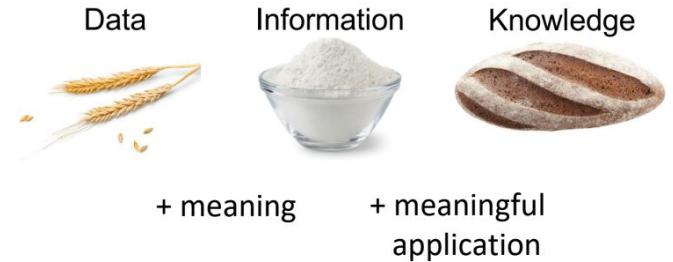 Data Information Knowledge
+ meaning + meaningful
application